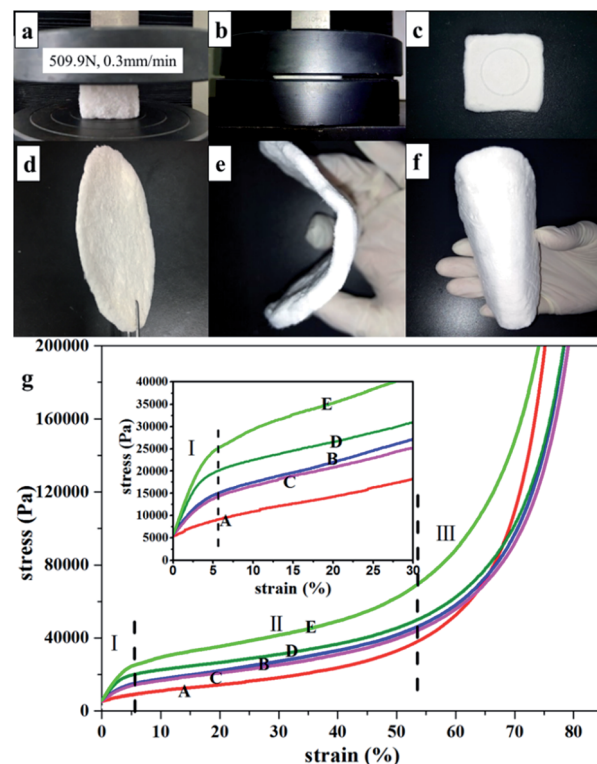 a
b
c
509.9N, 0.3mm/min
d
e
f
gg
200000
160000
120000
80000
40000
0
stress (Pa)
40000
35000
30000
25000
20000
15000
10000
5000
0
stress (Pa)
I
E
D
B
C
A
0 5 10 15 20 25 30
strain (%)
I
II
III
E
D
B
C
A
0 10 20 30 40 50 60 70 80
strain (%)